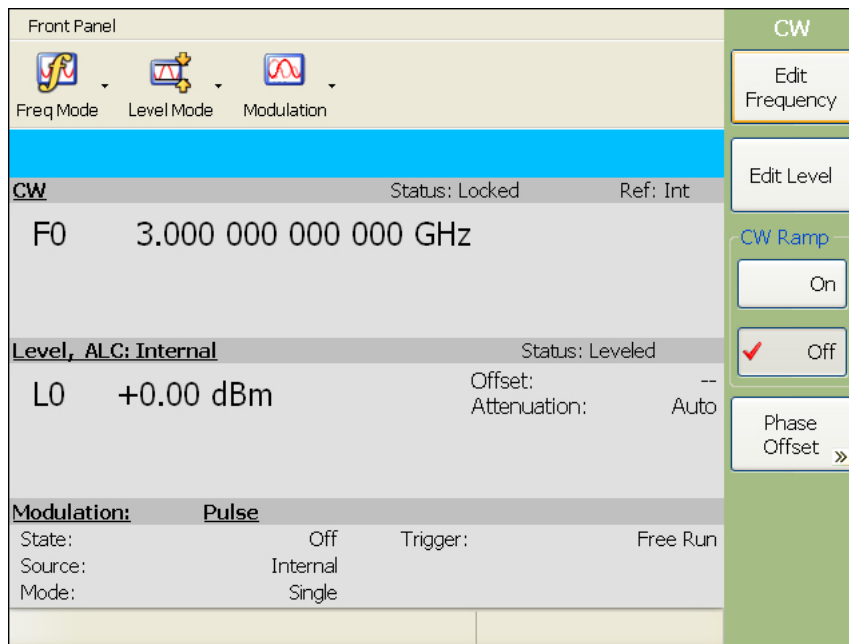 Front Panel
Freq Mode Level Mode Modulation
CW Status: Locked Ref: Int
F0 3.000 000 000 000 GHz
Level, ALC: Internal Status: Leveled
L0 +0.00 dBm
Offset: --
Attenuation: Auto
Modulation: Pulse
State: Off Trigger: Free Run
Source: Internal
Mode: Single
CW
Edit
Frequency
Edit Level
CW Ramp
On
Off
Phase
Offset »